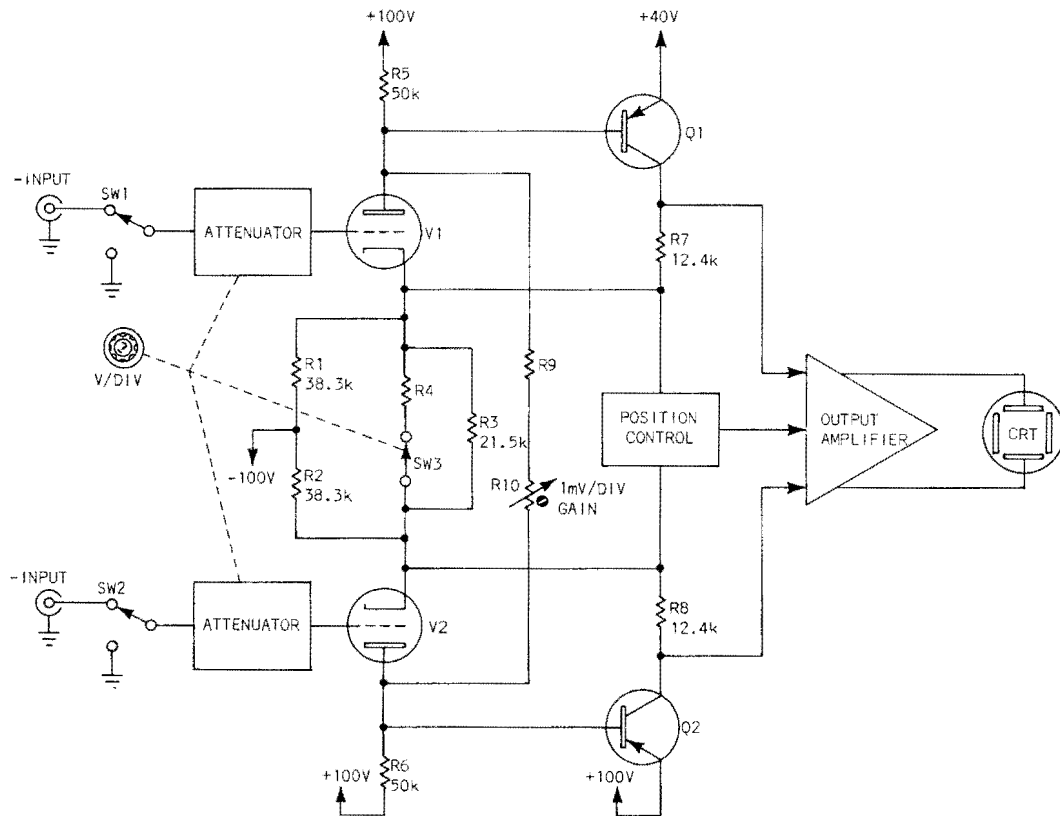 +100V
+40V
R5
50k
Q1
-INPUT
SW1
ATTENUATOR
V1
R7
12.4k
V/DIV
R1
38.3k
R4
R3
21.5k
R9
POSITION
CONTROL
OUTPUT
AMPLIFIER
CRT
-100V
SW3
R2
38.3k
R10
1mV/DIV
GAIN
-INPUT
SW2
ATTENUATOR
V2
R8
12.4k
Q2
+100V
R6
50k
+100V